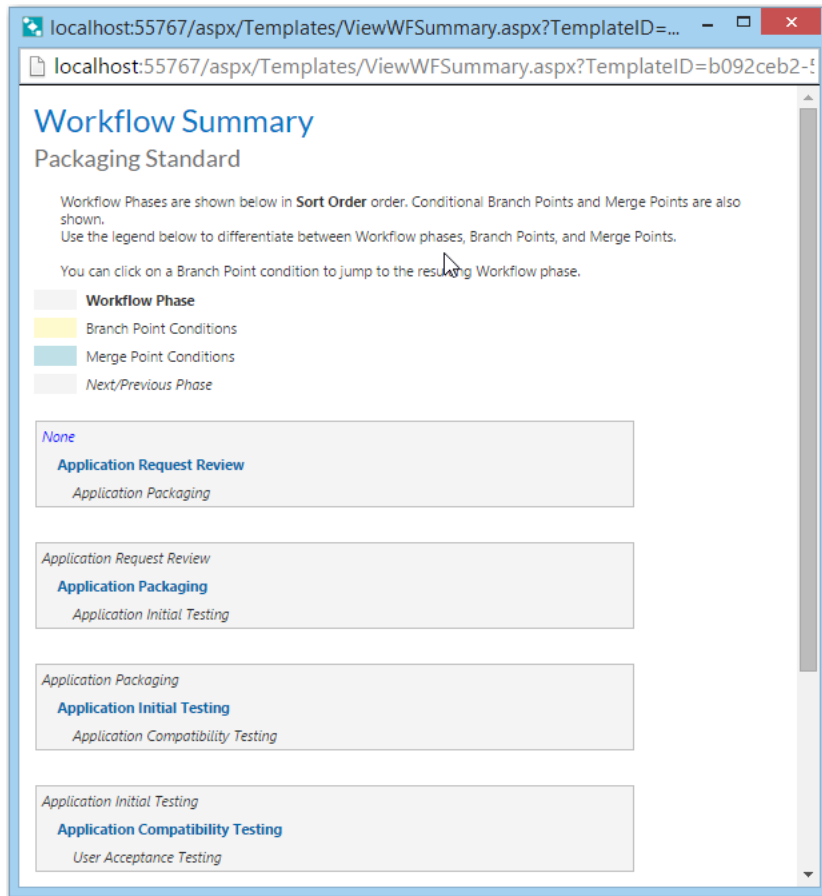 localhost:55767/aspx/Templates/ViewWFSummary.aspx?TemplateID=...
localhost:55767/aspx/Templates/ViewWFSummary.aspx?TemplateID=b092ceb2-5
Workflow Summary
Packaging Standard
Workflow Phases are shown below in Sort Order order. Conditional Branch Points and Merge Points are also
shown.
Use the legend below to differentiate between Workflow phases, Branch Points, and Merge Points.
You can click on a Branch Point condition to jump to the resulting Workflow phase.
Workflow Phase
Branch Point Conditions
Merge Point Conditions
Next/Previous Phase
None
Application Request Review
Application Packaging
Application Request Review
Application Packaging
Application Initial Testing
Application Packaging
Application Initial Testing
Application Compatibility Testing
Application Initial Testing
Application Compatibility Testing
User Acceptance Testing